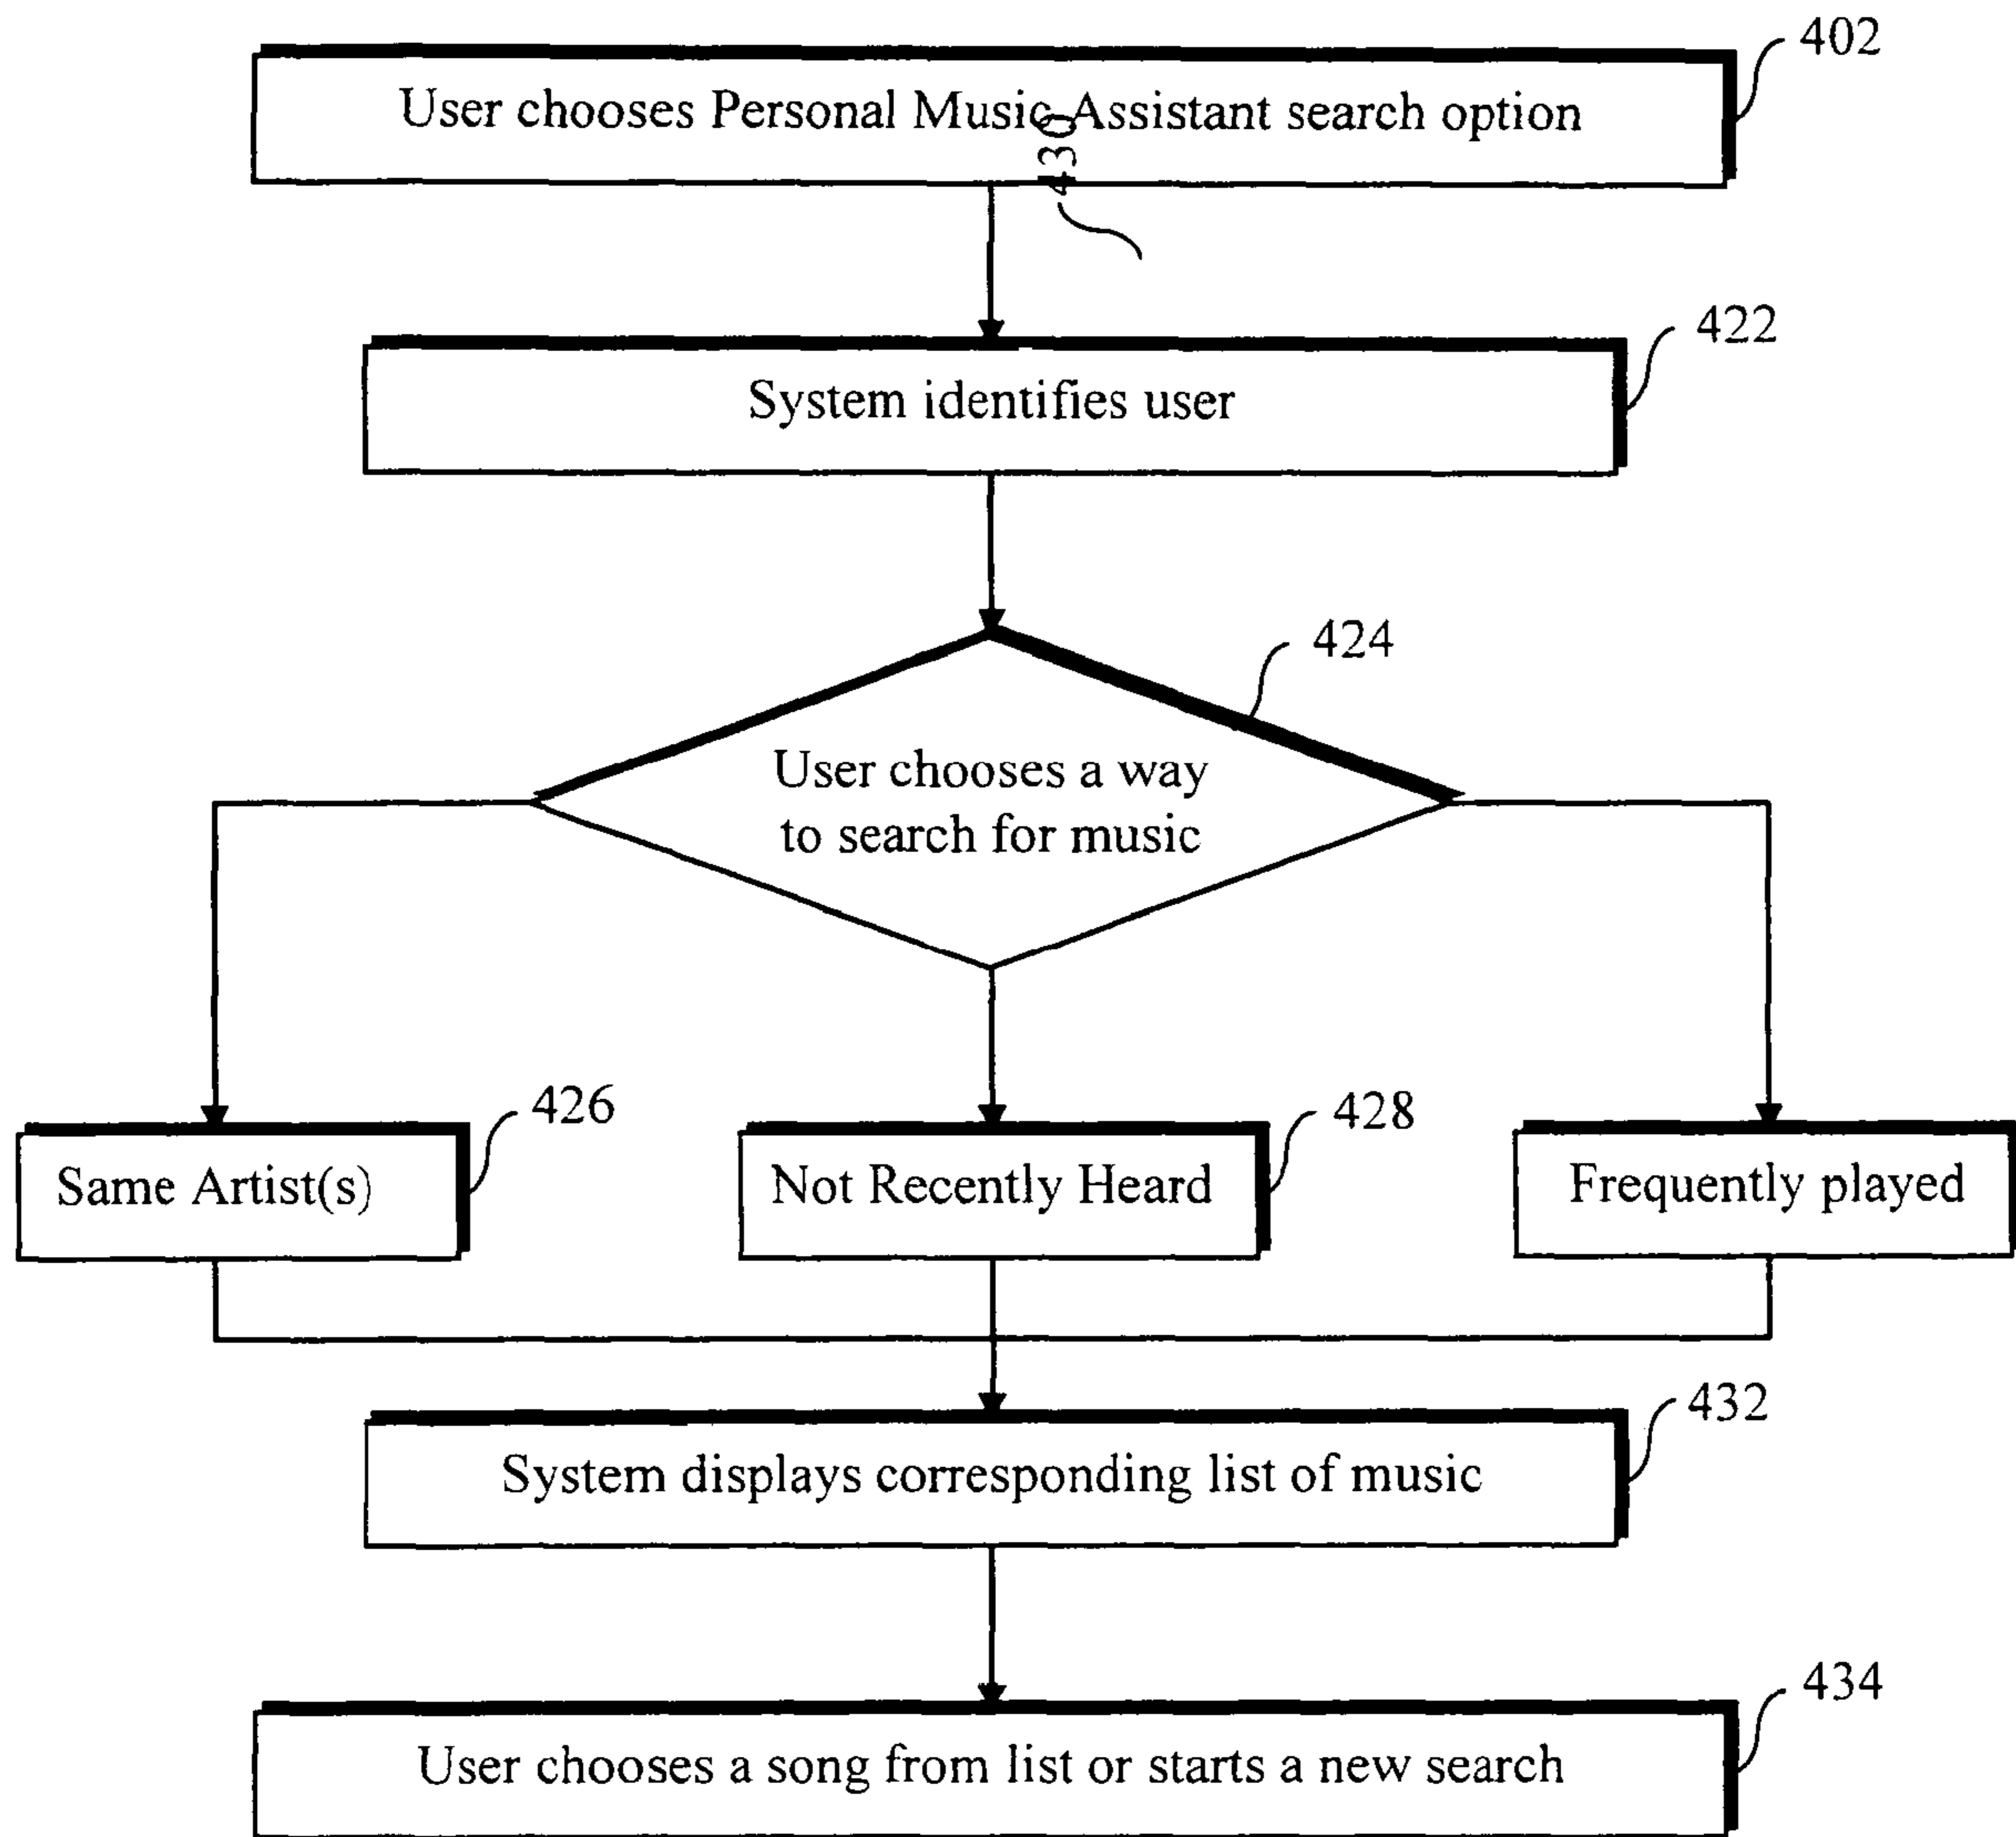 402
User chooses Personal Music Assistant search option
430
422
System identifies user
424
User chooses a way
to search for music
426
Same Artist(s)
428
Not Recently Heard
Frequently played
432
System displays corresponding list of music
434
User chooses a song from list or starts a new search